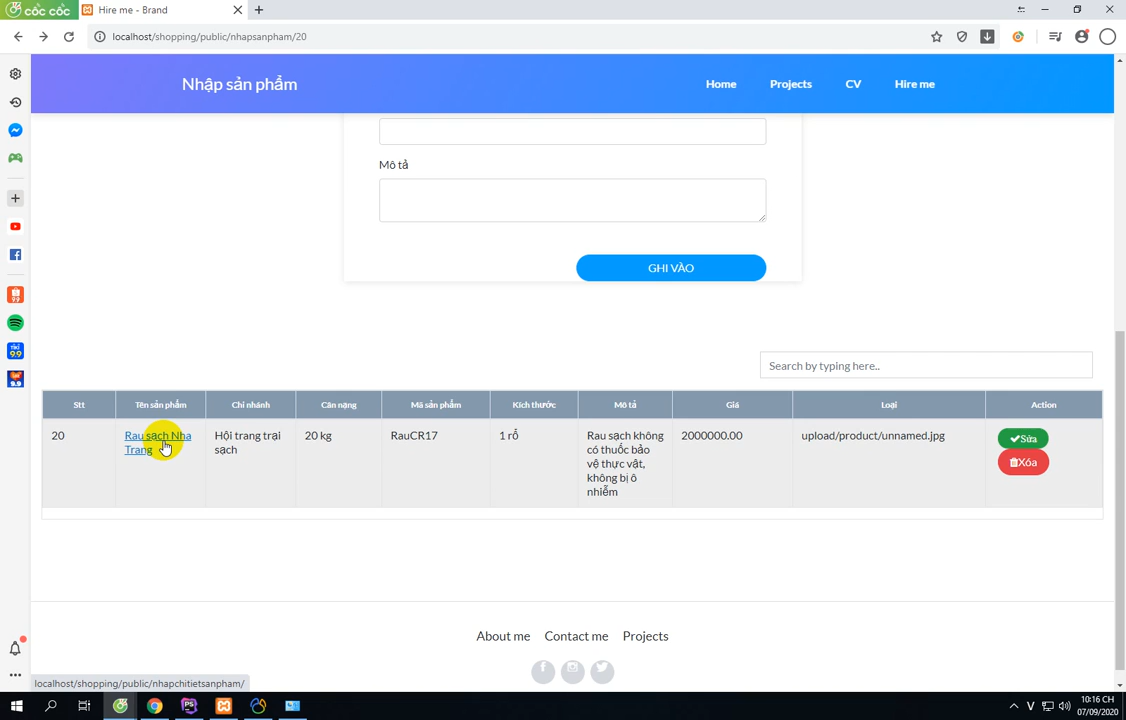 cốc cốc
Hire me - Brand
localhost/shopping/public/nhapsanpham/20
Nhập sản phẩm
Home
Projects
CV
Hire me
Mô tả
GHI VÀO
Search by typing here..
Stt
Tên sản phẩm
Chi nhánh
Cân nặng
Mã sản phẩm
Kích thước
Mô tả
Giá
Loại
Action
20
Rau sạch Nha
Trang
Hội trang trại
sạch
20 kg
RauCR17
1 rổ
Rau sạch không
có thuốc bảo
vệ thực vật,
không bị ô
nhiễm
2000000.00
upload/product/unnamed.jpg
Sửa
Xóa
About me
Contact me
Projects
localhost/shopping/public/nhapchitietsanpham/
V
10:16 CH
07/09/2020